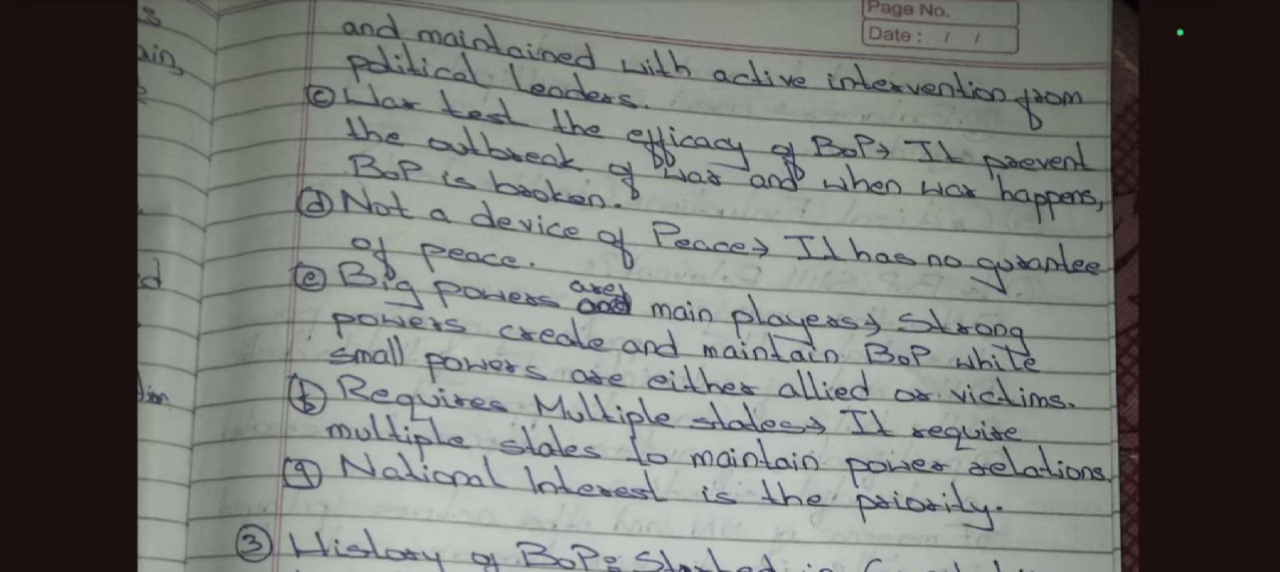 Page No.
Date : / /
and maintained with active intervention from
political leaders.
(c) War test the efficacy of BoP → It prevent
the outbreak of war and when war happens,
BoP is broken.
(d) Not a device of Peace → It has no gurantee
of peace.
(e) Big powers are main players → Strong
powers create and maintain BoP white
small powers are either allied or victims.
(f) Requires Multiple states → It require
multiple states to maintain power relations.
(g) National Interest is the priority.
(3) History of BoP: Started in